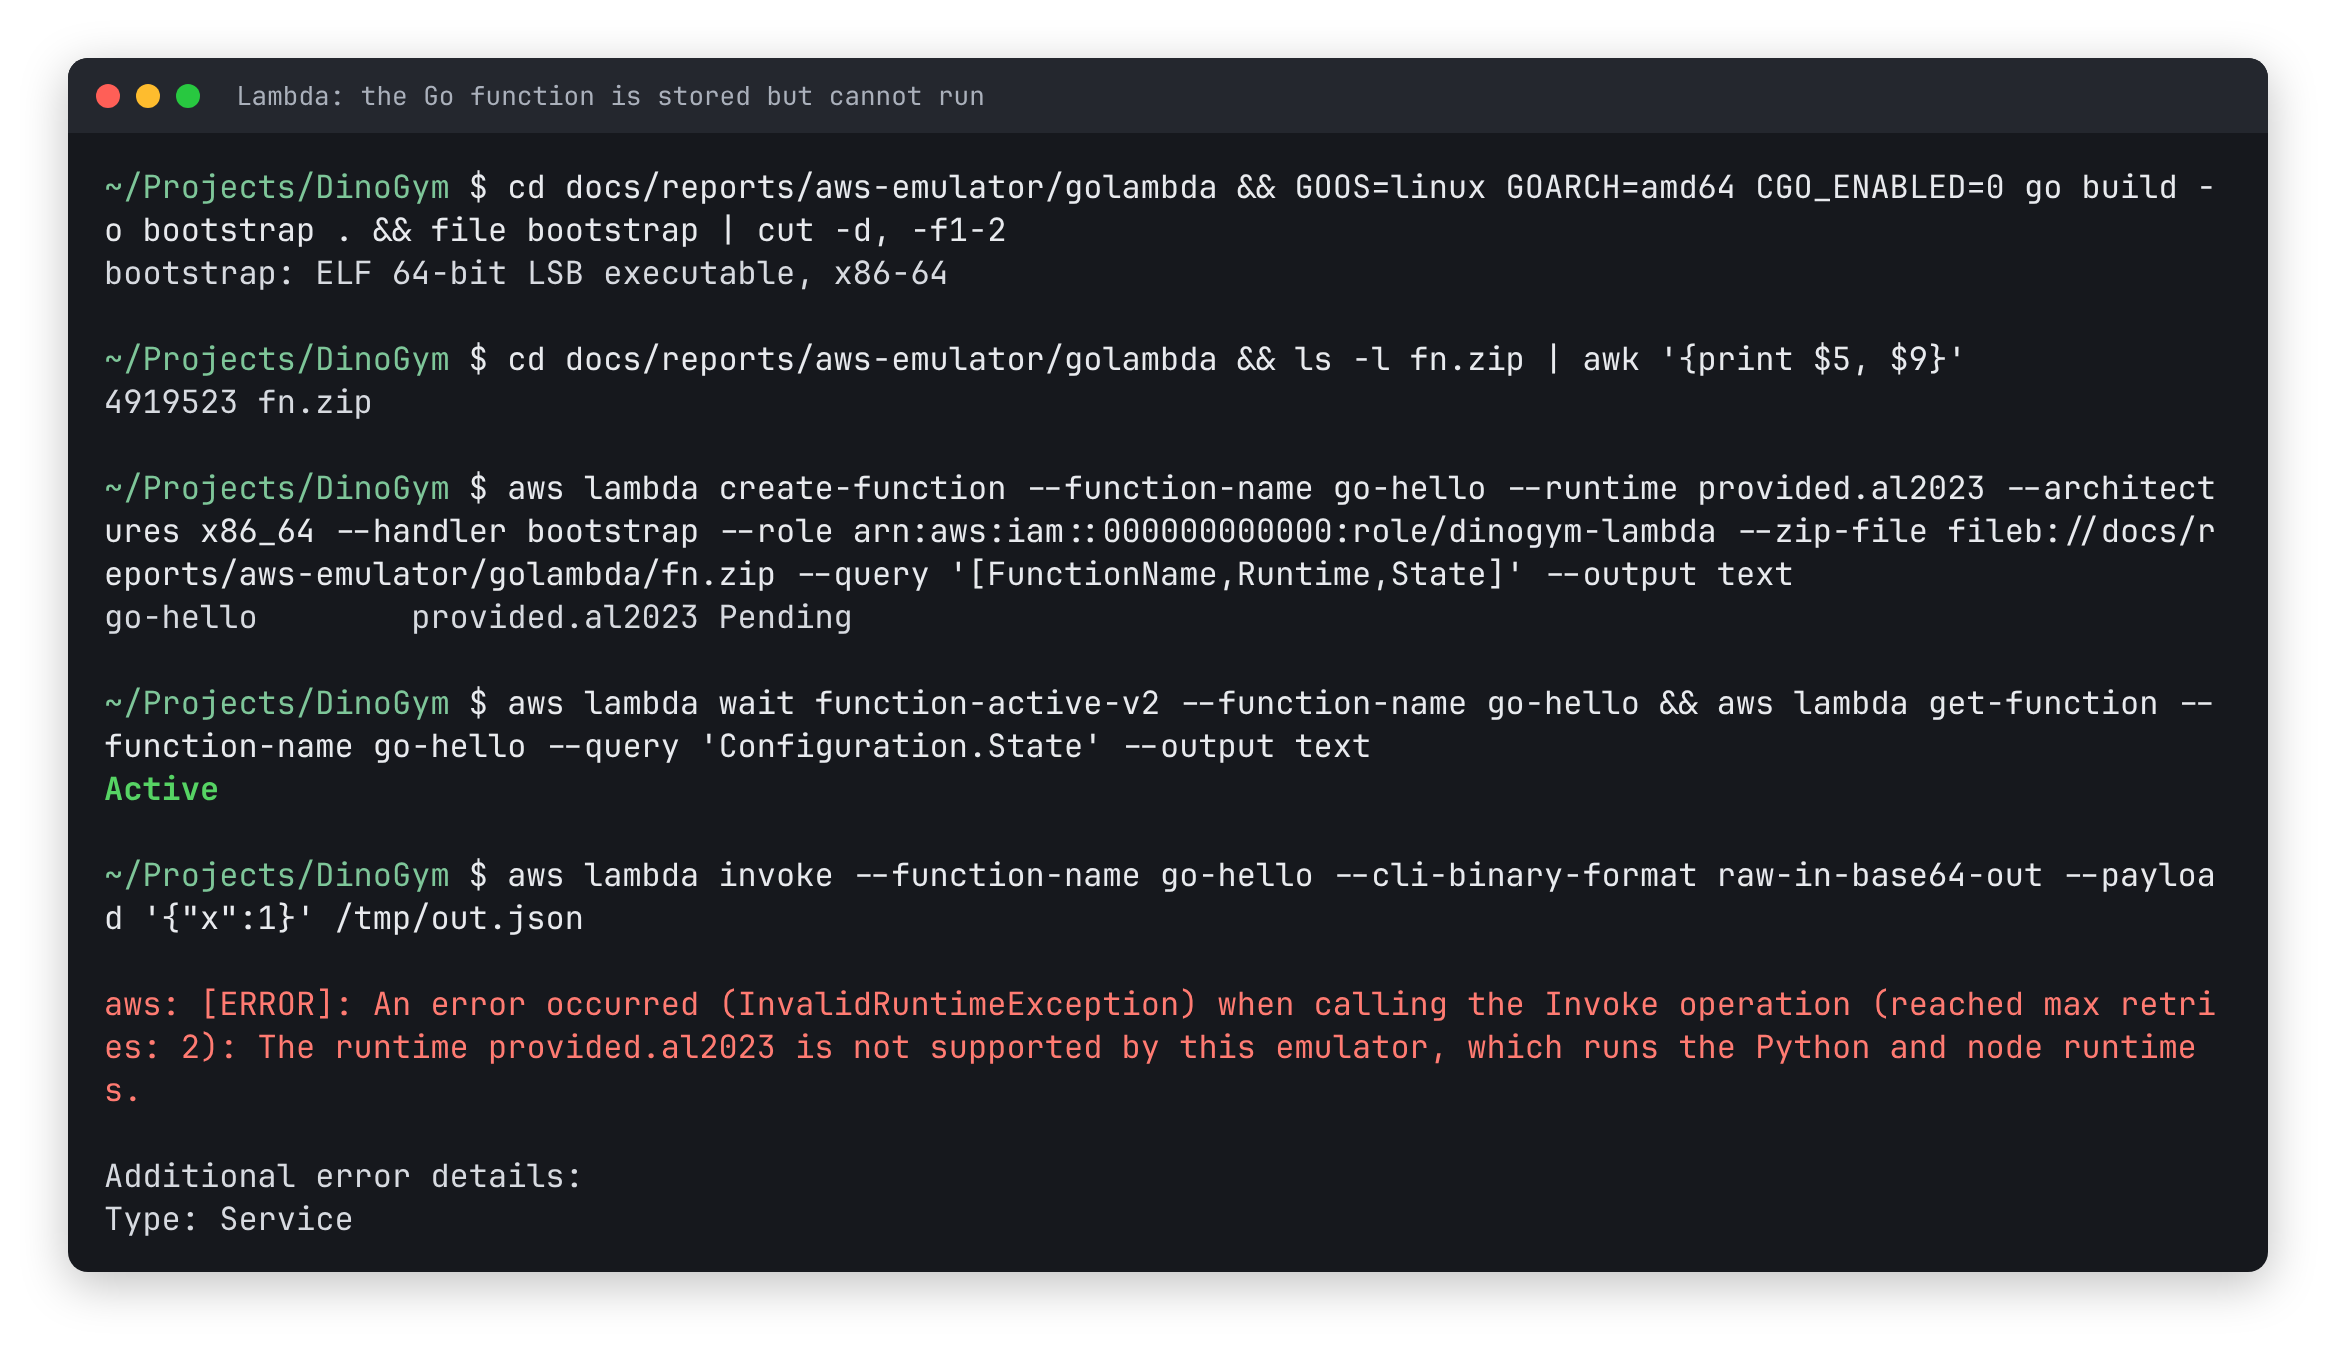 Lambda: the Go function is stored but cannot run
~/Projects/DinoGym $ cd docs/reports/aws-emulator/golambda && GOOS=linux GOARCH=amd64 CGO_ENABLED=0 go build -
o bootstrap . && file bootstrap | cut -d, -f1-2
bootstrap: ELF 64-bit LSB executable, x86-64
~/Projects/DinoGym $ cd docs/reports/aws-emulator/golambda && ls -l fn.zip | awk '{print $5, $9}'
4919523 fn.zip
~/Projects/DinoGym $ aws lambda create-function --function-name go-hello --runtime provided.al2023 --architect
ures x86_64 --handler bootstrap --role arn:aws:iam::000000000000:role/dinogym-lambda --zip-file fileb://docs/r
eports/aws-emulator/golambda/fn.zip --query '[FunctionName,Runtime,State]' --output text
go-hello        provided.al2023 Pending
~/Projects/DinoGym $ aws lambda wait function-active-v2 --function-name go-hello && aws lambda get-function --
function-name go-hello --query 'Configuration.State' --output text
Active
~/Projects/DinoGym $ aws lambda invoke --function-name go-hello --cli-binary-format raw-in-base64-out --payloa
d '{"x":1}' /tmp/out.json
aws: [ERROR]: An error occurred (InvalidRuntimeException) when calling the Invoke operation (reached max retri
es: 2): The runtime provided.al2023 is not supported by this emulator, which runs the Python and node runtime
s.
Additional error details:
Type: Service